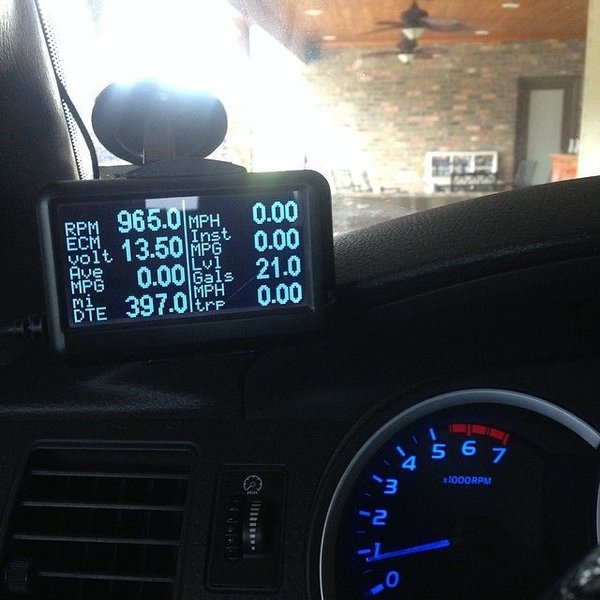 RPM 965.0 MPH 0.00
ECM volt 13.50 Inst MPG 0.00
Ave MPG 0.00 Lvl Gals 21.0
mi DTE 397.0 MPH trp 0.00
0
1
2
3
4
5
6
7
x1000RPM